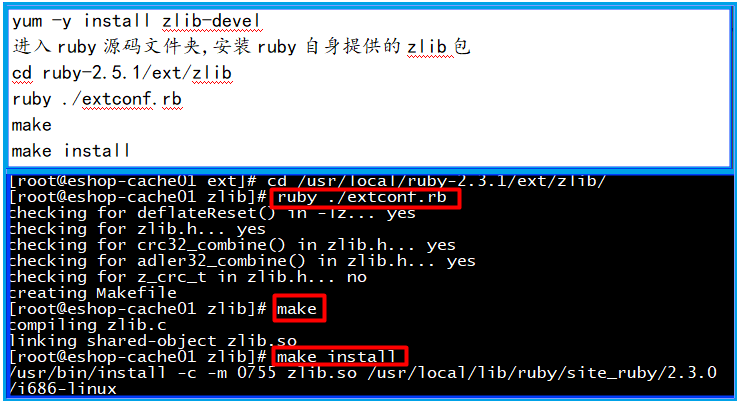 yum -y install zlib-devel
进入 ruby 源码文件夹,安装 ruby 自身提供的 zlib 包
cd ruby-2.5.1/ext/zlib
ruby ./extconf.rb
make
make install
[root@eshop-cache01 ext]# cd /usr/local/ruby-2.3.1/ext/zlib/
[root@eshop-cache01 zlib]# ruby ./extconf.rb
checking for deflateReset() in -lz... yes
checking for zlib.h... yes
checking for crc32_combine() in zlib.h... yes
checking for adler32_combine() in zlib.h... yes
checking for z_crc_t in zlib.h... no
creating Makefile
[root@eshop-cache01 zlib]# make
compiling zlib.c
linking shared-object zlib.so
[root@eshop-cache01 zlib]# make install
/usr/bin/install -c -m 0755 zlib.so /usr/local/lib/ruby/site_ruby/2.3.0
/i686-linux